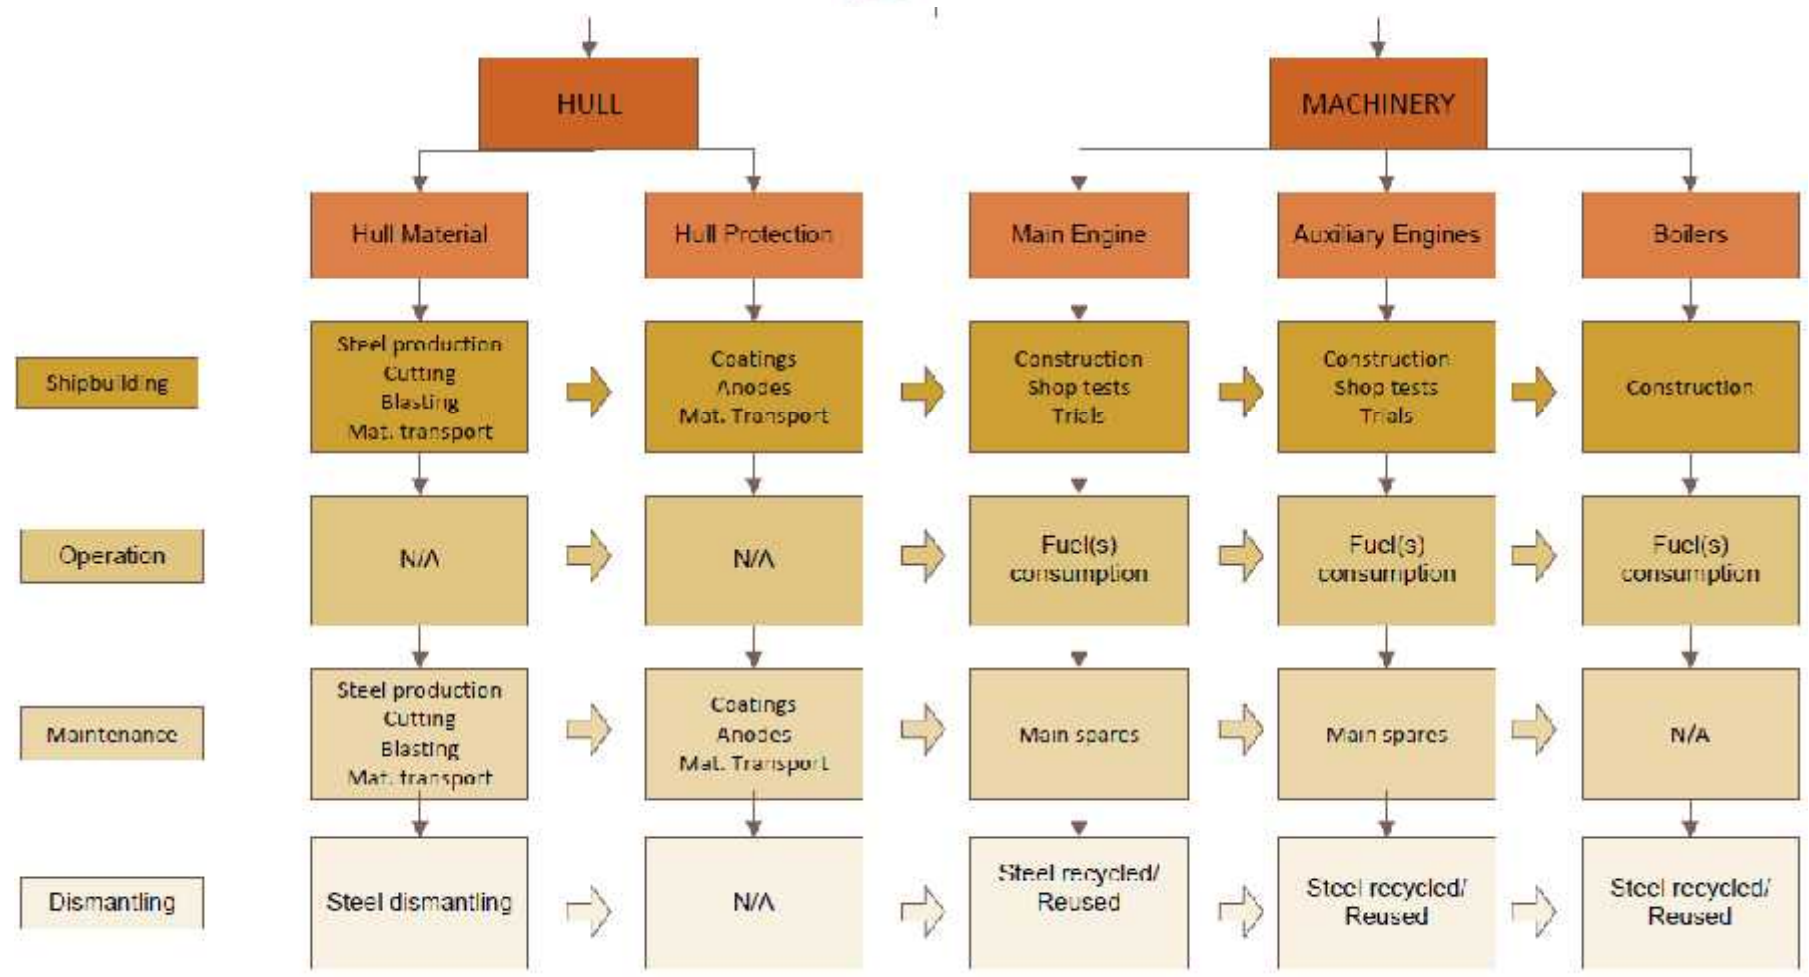 HULL
MACHINERY
Hull Material
Hull Protection
Main Engine
Auxiliary Engines
Boilers
Shipbuilding
Steel production
Cutting
Blasting
Mat. transport
Coatings
Anodes
Mat. Transport
Construction
Shop tests
Trials
Construction
Shop tests
Trials
Construction
Operation
N/A
N/A
Fuel(s)
consumption
Fuel(s)
consumption
Fuel(s)
consumption
Maintenance
Steel production
Cutting
Blasting
Mat. transport
Coatings
Anodes
Mat. Transport
Main spares
Main spares
N/A
Dismantling
Steel dismantling
N/A
Steel recycled/
Reused
Steel recycled/
Reused
Steel recycled/
Reused